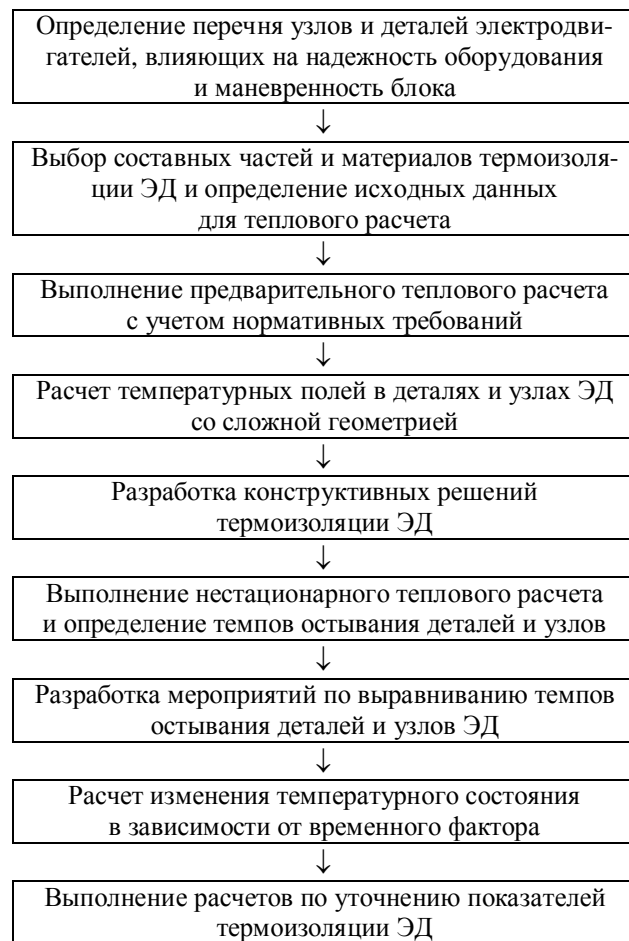 Определение перечня узлов и деталей электродви-
гателей, влияющих на надежность оборудования
и маневренность блока
↓
Выбор составных частей и материалов термоизоля-
ции ЭД и определение исходных данных
для теплового расчета
↓
Выполнение предварительного теплового расчета
с учетом нормативных требований
↓
Расчет температурных полей в деталях и узлах ЭД
со сложной геометрией
↓
Разработка конструктивных решений
термоизоляции ЭД
↓
Выполнение нестационарного теплового расчета
и определение темпов остывания деталей и узлов
↓
Разработка мероприятий по выравниванию темпов
остывания деталей и узлов ЭД
↓
Расчет изменения температурного состояния
в зависимости от временного фактора
↓
Выполнение расчетов по уточнению показателей
термоизоляции ЭД